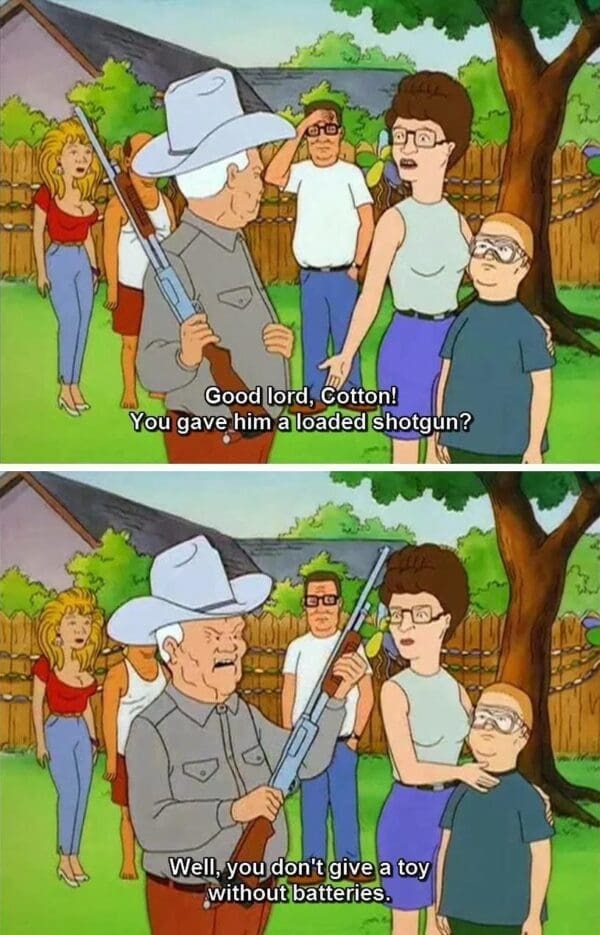 Good lord, Cotton!
You gave him a loaded shotgun?
Well, you don't give a toy
without batteries.